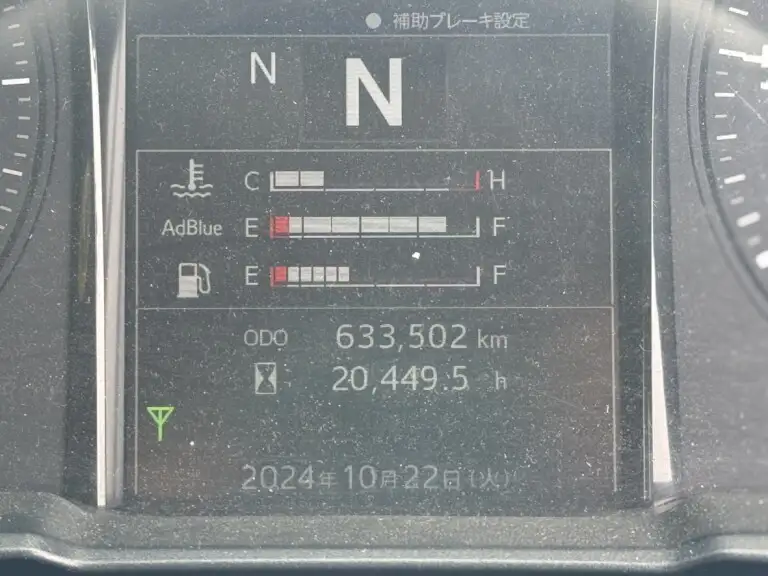 補助ブレーキ設定
N N
C H
AdBlue E F
E F
ODO 633,502 km
20,449.5 h
2024年10月22日(火)